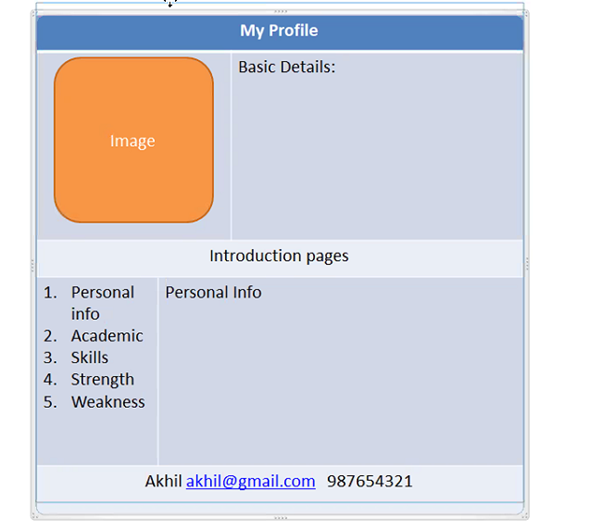 My Profile
Image
Basic Details:
Introduction pages
1. Personal
info
2. Academic
3. Skills
4. Strength
5. Weakness
Personal Info
Akhil akhil@gmail.com 987654321